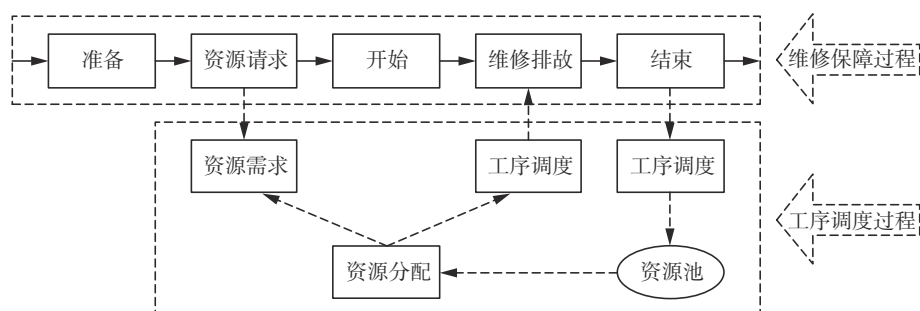 准备
资源请求
开始
维修排故
结束
维修保障过程
资源需求
工序调度
工序调度
工序调度过程
资源分配
资源池